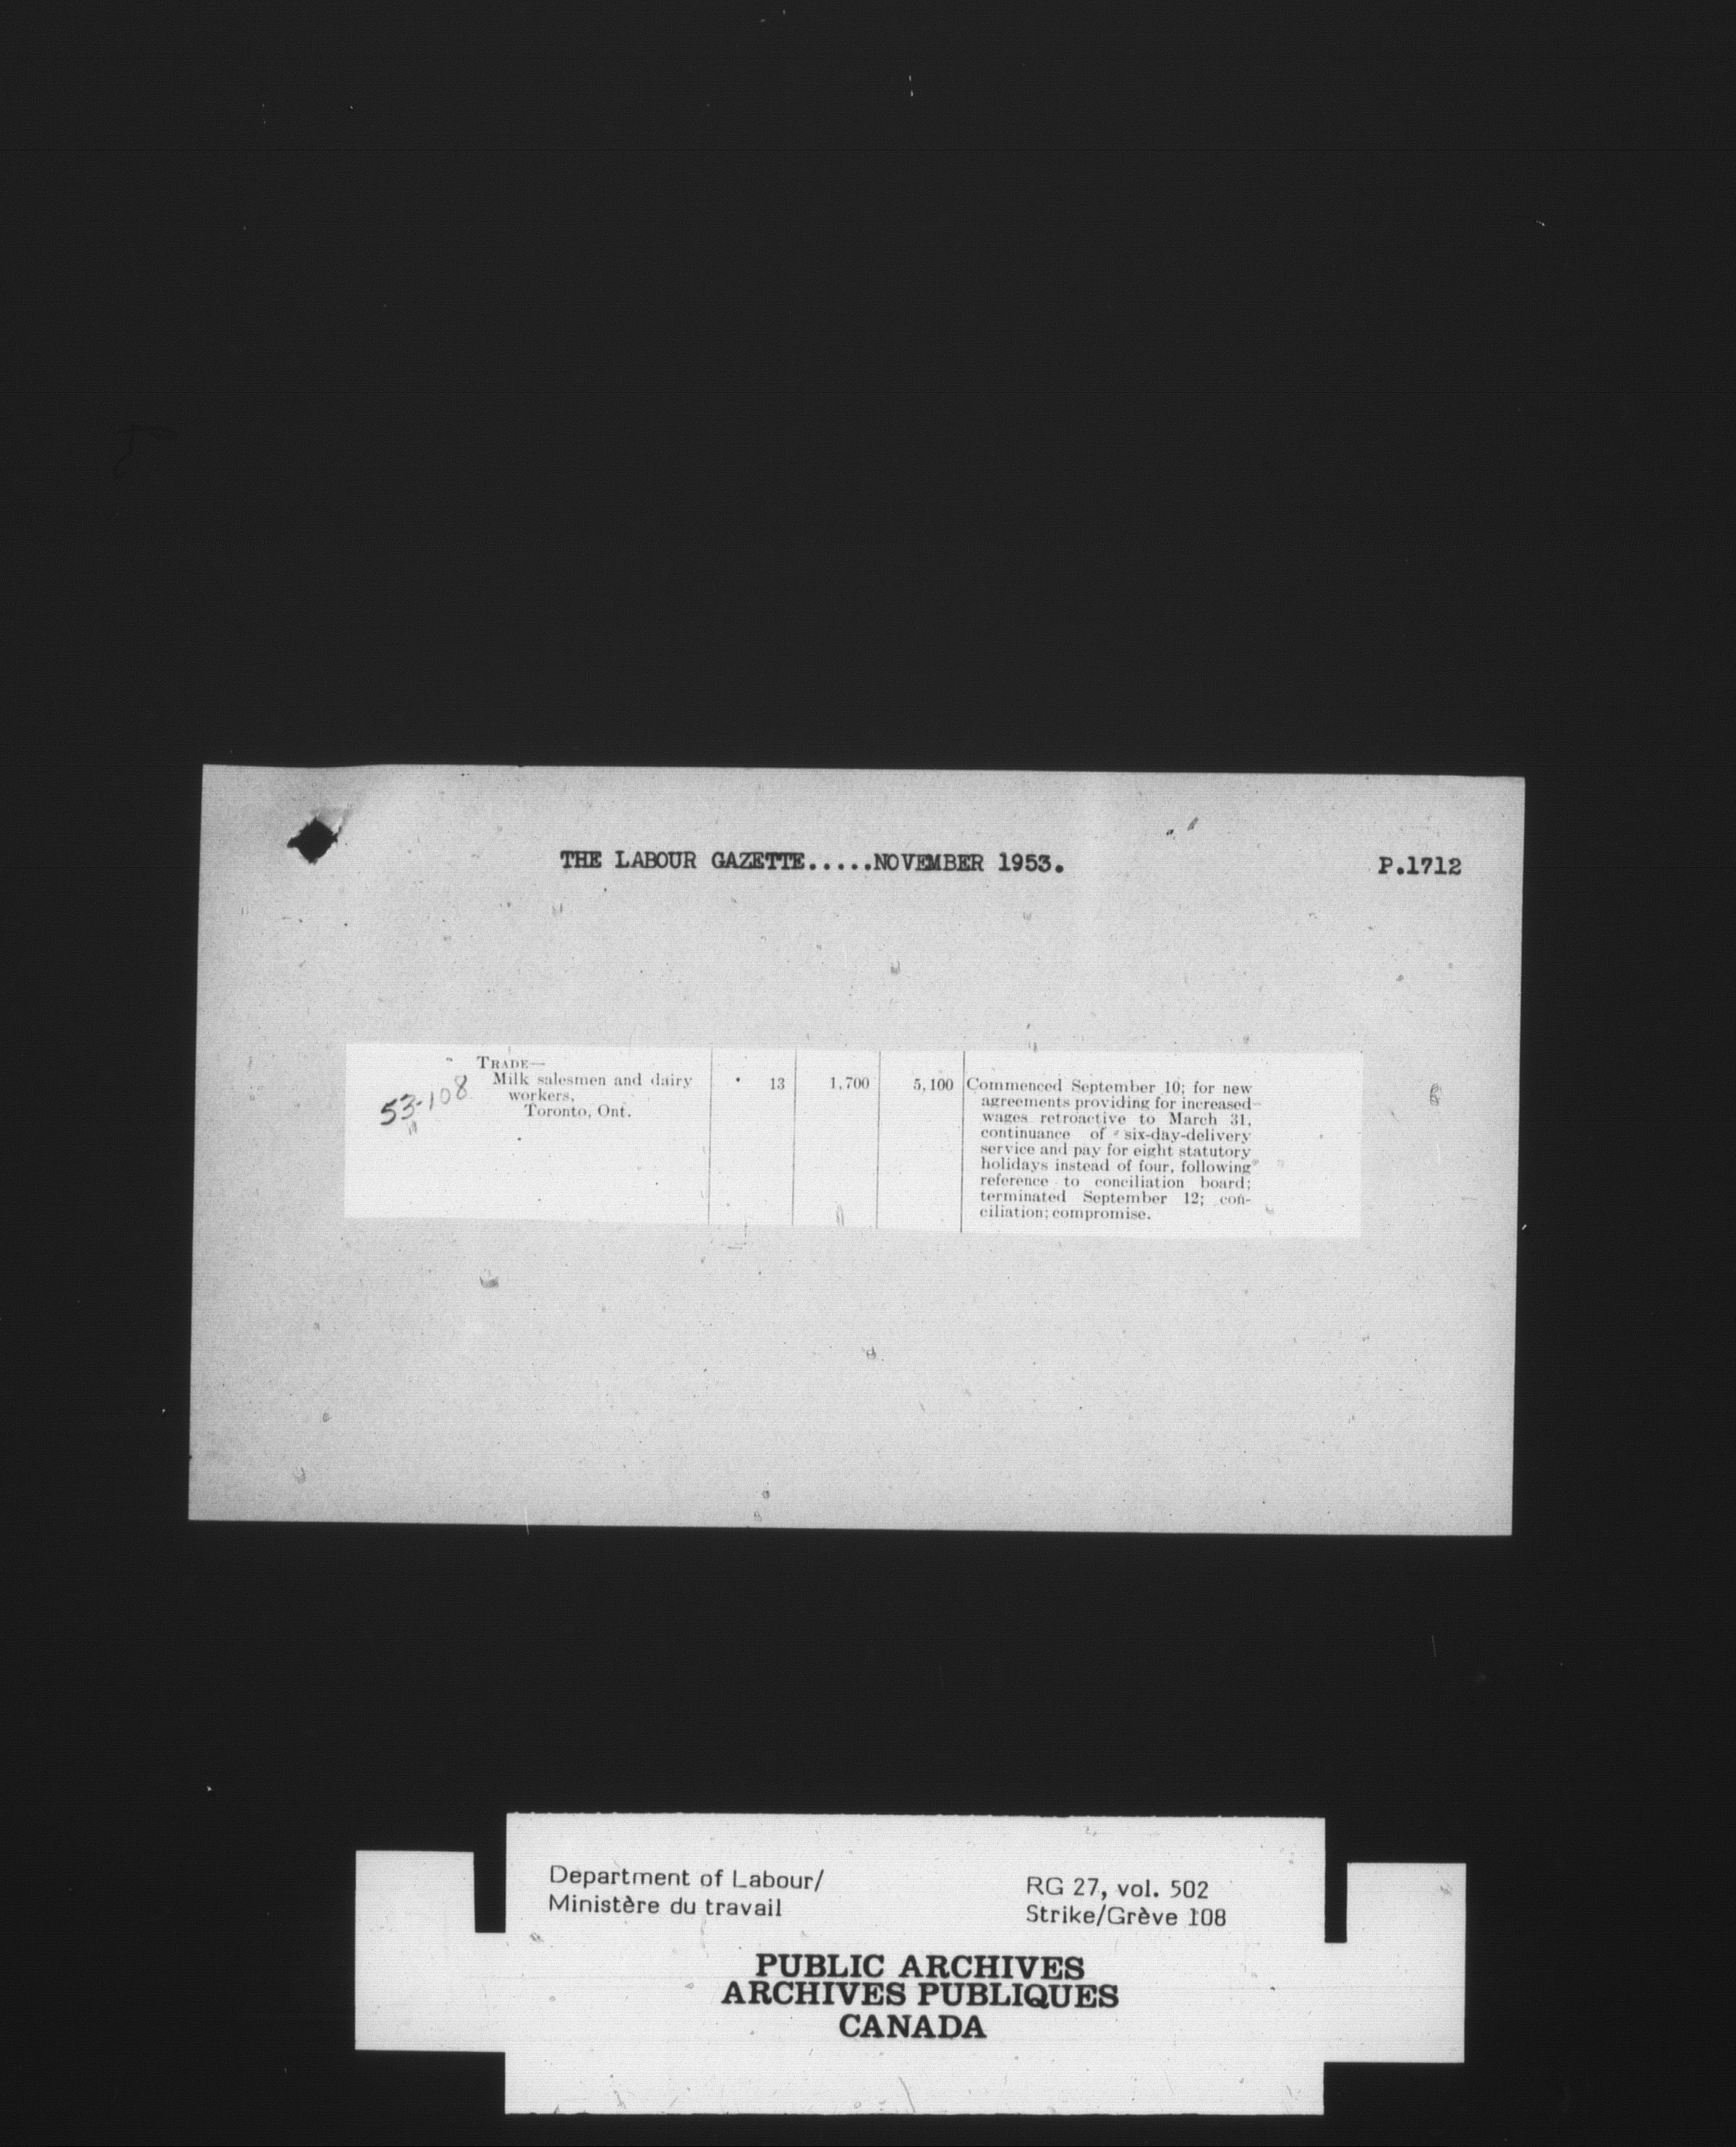 THE LABOUR GAZETTE.....NOVEMBER 1953.
P.1712
53-108
TRADE—
Milk salesmen and dairy
workers,
Toronto, Ont.
13
1,700
5,100
Commenced September 10; for new
agreements providing for increased
wages retroactive to March 31,
continuance of six-day-delivery
service and pay for eight statutory
holidays instead of four, following
reference to conciliation board;
terminated September 12; con-
ciliation; compromise.
Department of Labour/
Ministère du travail
RG 27, vol. 502
Strike/Grève 108
PUBLIC ARCHIVES
ARCHIVES PUBLIQUES
CANADA